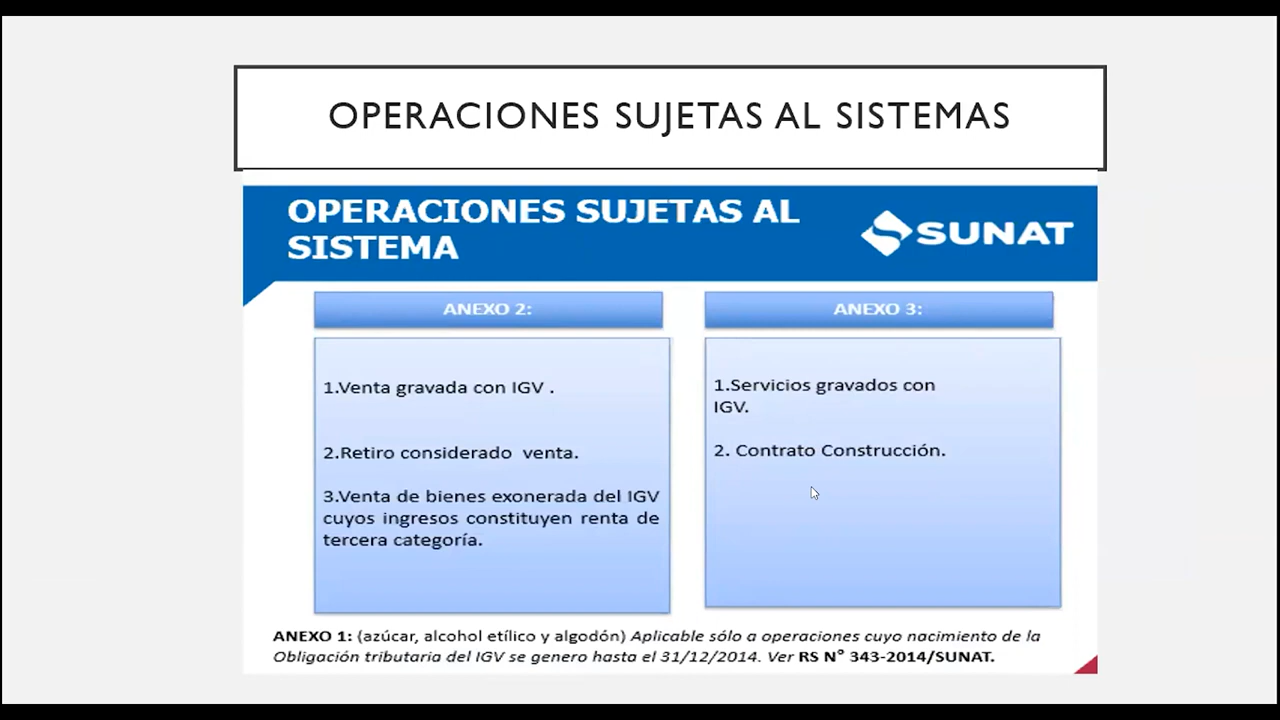 OPERACIONES SUJETAS AL SISTEMAS
OPERACIONES SUJETAS AL
SISTEMA
SUNAT
ANEXO 2:
1.Venta gravada con IGV .
2.Retiro considerado venta.
3.Venta de bienes exonerada del IGV
cuyos ingresos constituyen renta de
tercera categoría.
ANEXO 3:
1.Servicios gravados con
IGV.
2. Contrato Construcción.
ANEXO 1: (azúcar, alcohol etílico y algodón) Aplicable sólo a operaciones cuyo nacimiento de la
Obligación tributaria del IGV se genero hasta el 31/12/2014. Ver RS N° 343-2014/SUNAT.